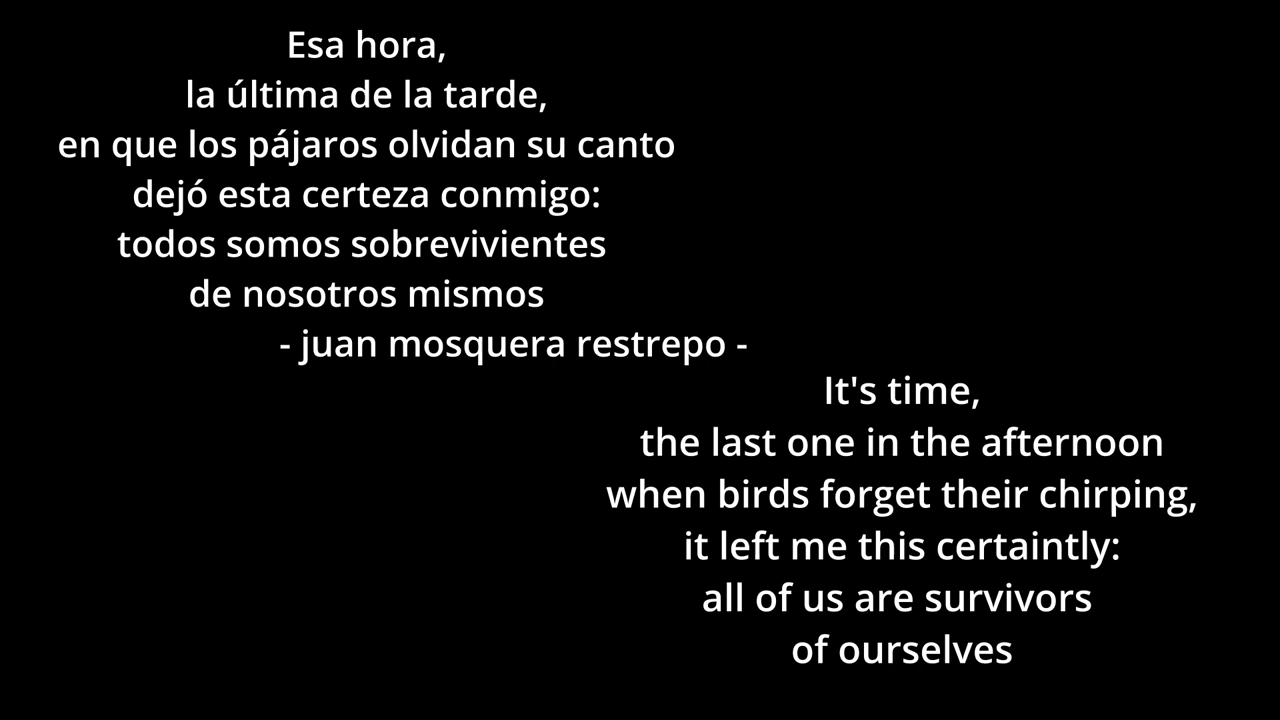 Esa hora,
la última de la tarde,
en que los pájaros olvidan su canto
dejó esta certeza conmigo:
todos somos sobrevivientes
de nosotros mismos
- juan mosquera restrepo -
It's time,
the last one in the afternoon
when birds forget their chirping,
it left me this certaintly:
all of us are survivors
of ourselves